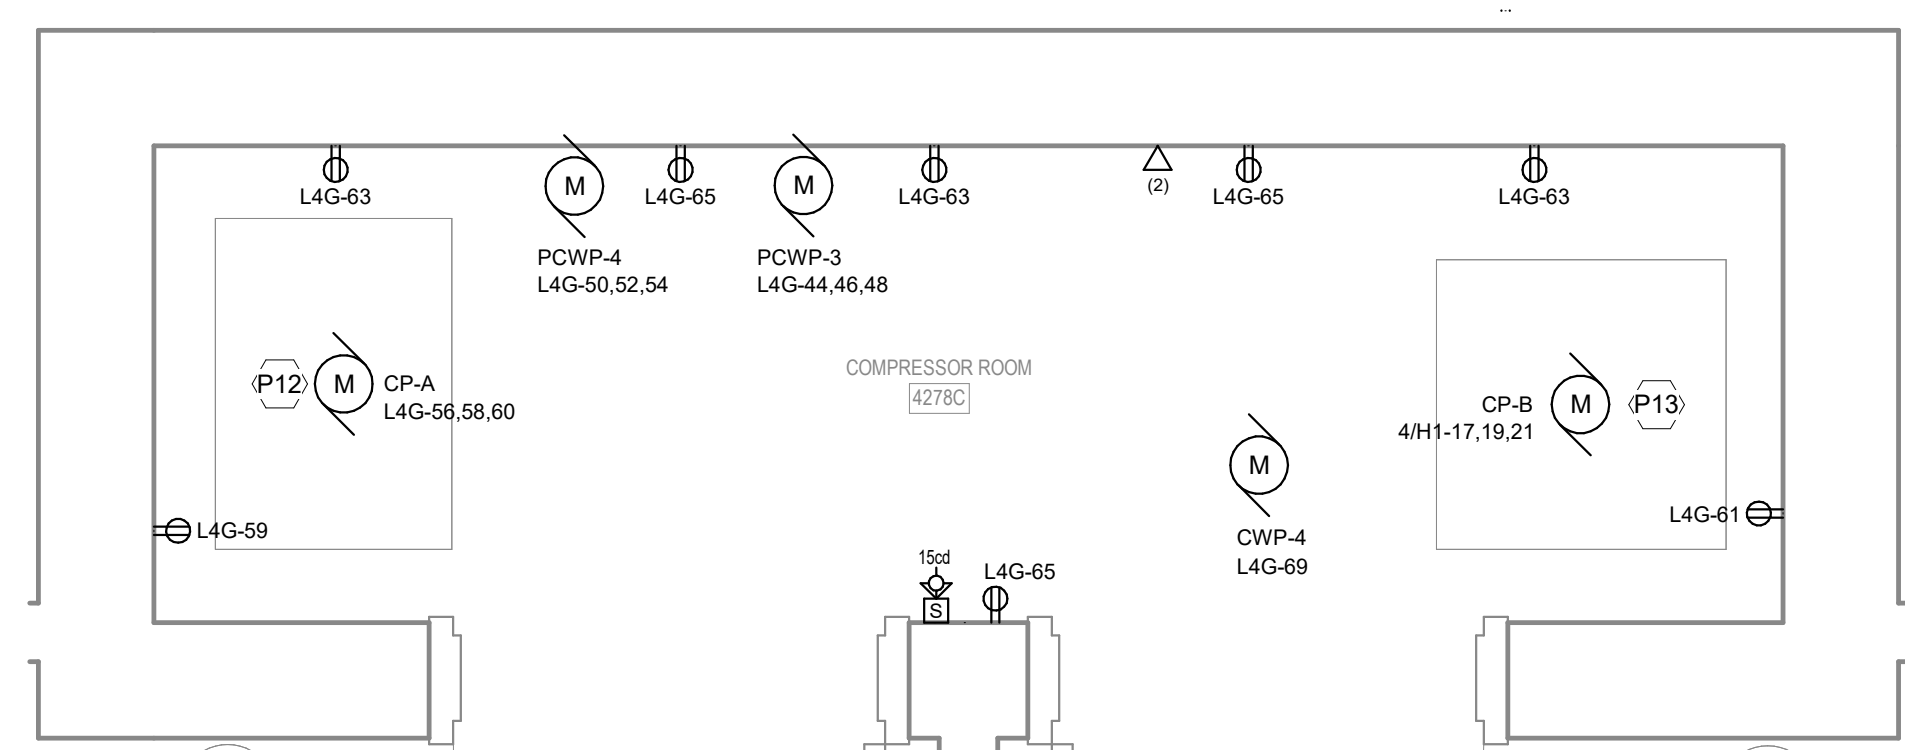 ...
L4G-63
M
L4G-65
M
L4G-63
(2)
L4G-65
L4G-63
PCWP-4
L4G-50,52,54
PCWP-3
L4G-44,46,48
P12
M
CP-A
L4G-56,58,60
COMPRESSOR ROOM
4278C
M
CWP-4
L4G-69
CP-B
4/H1-17,19,21
M
P13
L4G-59
L4G-61
15cd
S
L4G-65